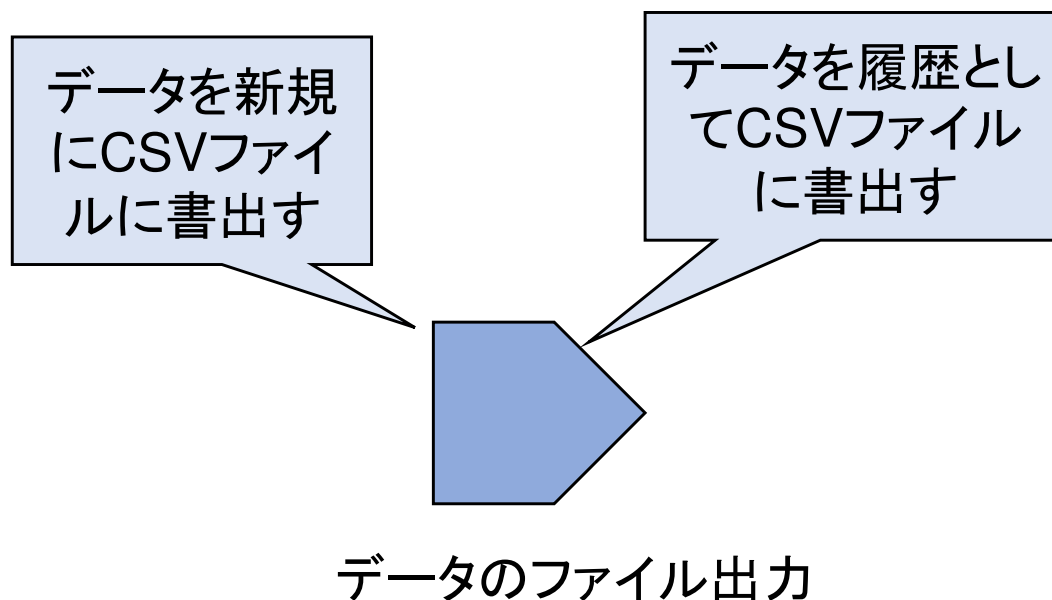 データを新規
にCSVファイ
ルに書出す
データを履歴とし
てCSVファイル
に書出す
データのファイル出力